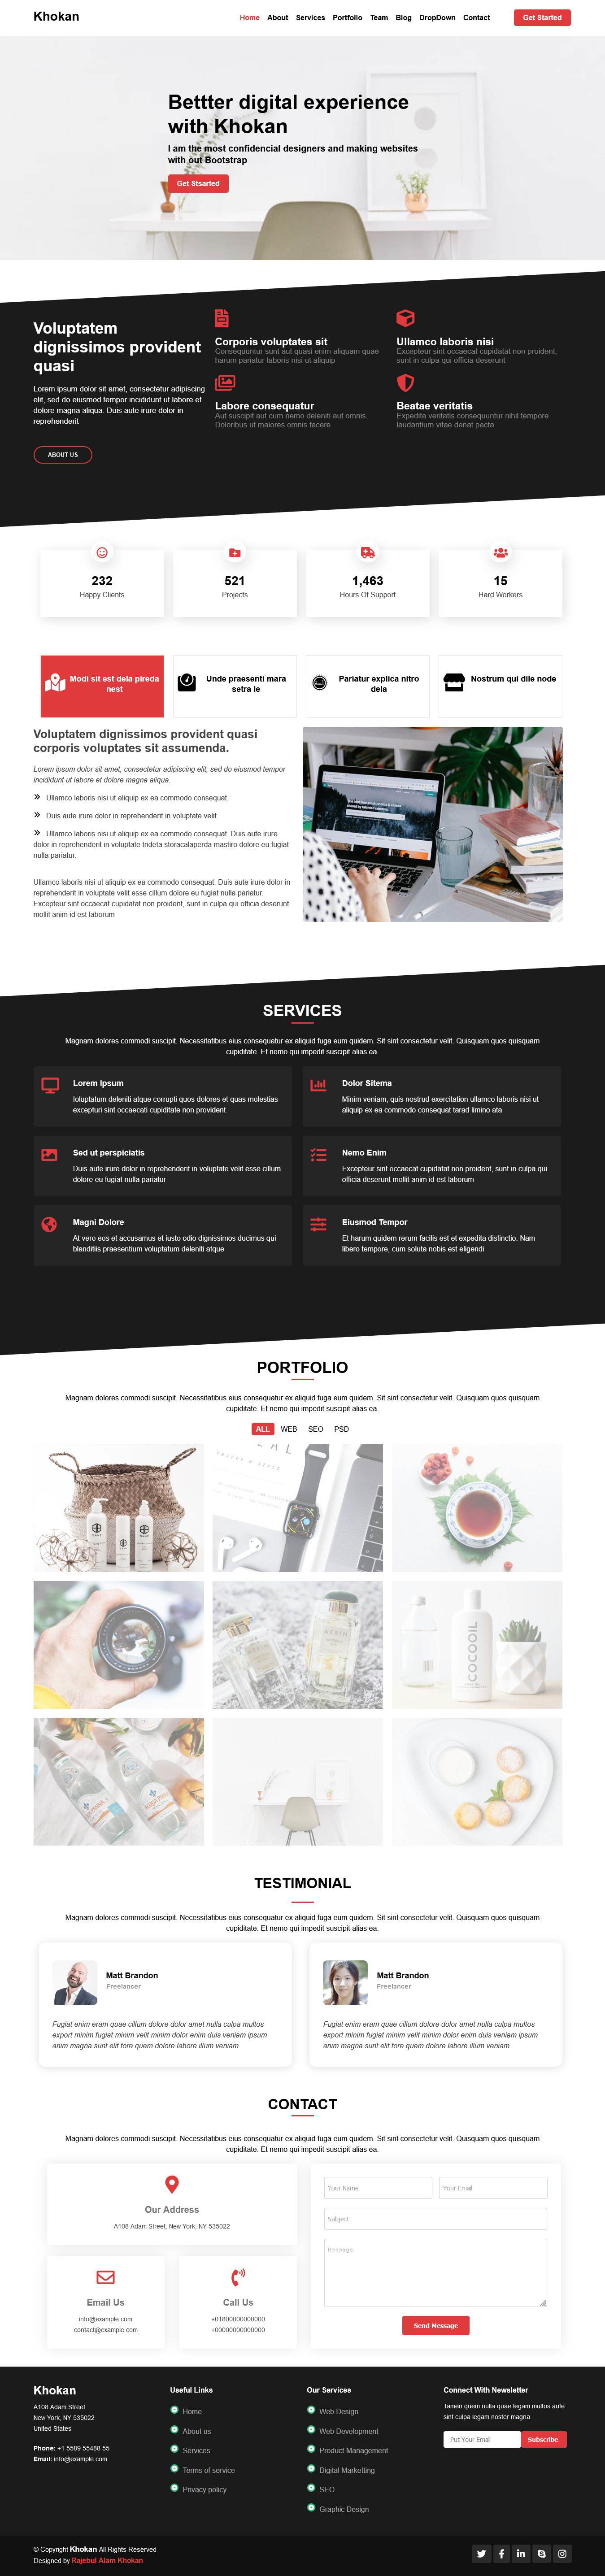 Khokan
Home About Services Portfolio Team Blog DropDown Contact
Get Started
Bettter digital experience
with Khokan
I am the most confidencial designers and making websites
with out Bootstrap
Get Stsarted
Voluptatem
dignissimos provident
quasi
Lorem ipsum dolor sit amet, consectetur adipiscing
elit, sed do eiusmod tempor incididunt ut labore et
dolore magna aliqua. Duis aute irure dolor in
reprehenderit
ABOUT US
Corporis voluptates sit
Consequuntur sunt aut quasi enim aliquam quae
harum pariatur laboris nisi ut aliquip
Ullamco laboris nisi
Excepteur sint occaecat cupidatat non proident,
sunt in culpa qui officia deserunt
Labore consequatur
Aut suscipit aut cum nemo deleniti aut omnis.
Doloribus ut maiores omnis facere
Beatae veritatis
Expedita veritatis consequuntur nihil tempore
laudantium vitae denat pacta
232
Happy Clients
521
Projects
1,463
Hours Of Support
15
Hard Workers
Modi sit est dela pireda
nest
Unde praesenti mara
setra le
Pariatur explica nitro
dela
Nostrum qui dile node
Voluptatem dignissimos provident quasi
corporis voluptates sit assumenda.
Lorem ipsum dolor sit amet, consectetur adipiscing elit, sed do eiusmod tempor
incididunt ut labore et dolore magna aliqua.
Ullamco laboris nisi ut aliquip ex ea commodo consequat.
Duis aute irure dolor in reprehenderit in voluptate velit.
Ullamco laboris nisi ut aliquip ex ea commodo consequat. Duis aute irure
dolor in reprehenderit in voluptate trideta storacalaperda mastiro dolore eu fugiat
nulla pariatur.
Ullamco laboris nisi ut aliquip ex ea commodo consequat. Duis aute irure dolor in
reprehenderit in voluptate velit esse cillum dolore eu fugiat nulla pariatur.
Excepteur sint occaecat cupidatat non proident, sunt in culpa qui officia deserunt
mollit anim id est laborum
SERVICES
Magnam dolores commodi suscipit. Necessitatibus eius consequatur ex aliquid fuga eum quidem. Sit sint consectetur velit. Quisquam quos quisquam
cupiditate. Et nemo qui impedit suscipit alias ea.
Lorem Ipsum
loluptatum deleniti atque corrupti quos dolores et quas molestias
excepturi sint occaecati cupiditate non provident
Dolor Sitema
Minim veniam, quis nostrud exercitation ullamco laboris nisi ut
aliquip ex ea commodo consequat tarad limino ata
Sed ut perspiciatis
Duis aute irure dolor in reprehenderit in voluptate velit esse cillum
dolore eu fugiat nulla pariatur
Nemo Enim
Excepteur sint occaecat cupidatat non proident, sunt in culpa qui
officia deserunt mollit anim id est laborum
Magni Dolore
At vero eos et accusamus et iusto odio dignissimos ducimus qui
blanditiis praesentium voluptatum deleniti atque
Eiusmod Tempor
Et harum quidem rerum facilis est et expedita distinctio. Nam
libero tempore, cum soluta nobis est eligendi
PORTFOLIO
Magnam dolores commodi suscipit. Necessitatibus eius consequatur ex aliquid fuga eum quidem. Sit sint consectetur velit. Quisquam quos quisquam
cupiditate. Et nemo qui impedit suscipit alias ea.
ALL WEB SEO PSD
AERIN
COCOOIL
TESTIMONIAL
Magnam dolores commodi suscipit. Necessitatibus eius consequatur ex aliquid fuga eum quidem. Sit sint consectetur velit. Quisquam quos quisquam
cupiditate. Et nemo qui impedit suscipit alias ea.
Matt Brandon
Freelancer
Fugiat enim eram quae cillum dolore dolor amet nulla culpa multos
export minim fugiat minim velit minim dolor enim duis veniam ipsum
anim magna sunt elit fore quem dolore labore illum veniam.
Matt Brandon
Freelancer
Fugiat enim eram quae cillum dolore dolor amet nulla culpa multos
export minim fugiat minim velit minim dolor enim duis veniam ipsum
anim magna sunt elit fore quem dolore labore illum veniam.
CONTACT
Magnam dolores commodi suscipit. Necessitatibus eius consequatur ex aliquid fuga eum quidem. Sit sint consectetur velit. Quisquam quos quisquam
cupiditate. Et nemo qui impedit suscipit alias ea.
Our Address
A108 Adam Street, New York, NY 535022
Email Us
info@example.com
contact@example.com
Call Us
+01800000000000
+00000000000000
Your Name
Your Email
Subject
Message
Send Message
Khokan
A108 Adam Street
New York, NY 535022
United States
Phone: +1 5589 55488 55
Email: info@example.com
Useful Links
Home
About us
Services
Terms of service
Privacy policy
Our Services
Web Design
Web Development
Product Management
Digital Marketting
SEO
Graphic Design
Connect With Newsletter
Tamen quem nulla quae legam multos aute
sint culpa legam noster magna
Put Your Email
Subscribe
© Copyright Khokan All Rights Reserved
Designed by Rajebul Alam Khokan